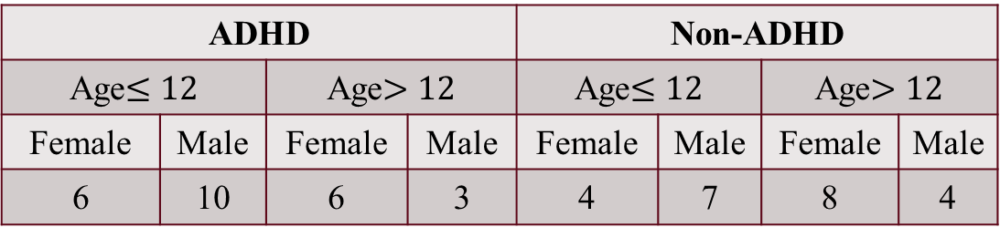 ADHD Non-ADHD
Age≤ 12 Age> 12 Age≤ 12 Age> 12
Female Male Female Male Female Male Female Male
6 10 6 3 4 7 8 4